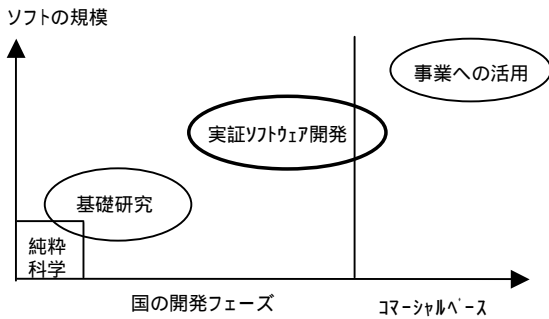 ソフトの規模
事業への活用
実証ｿﾌﾄｳｪｱ開発
基礎研究
純粋
科学
国の開発フェーズ
ｺﾏｰｼｬﾙﾍﾞｰｽ